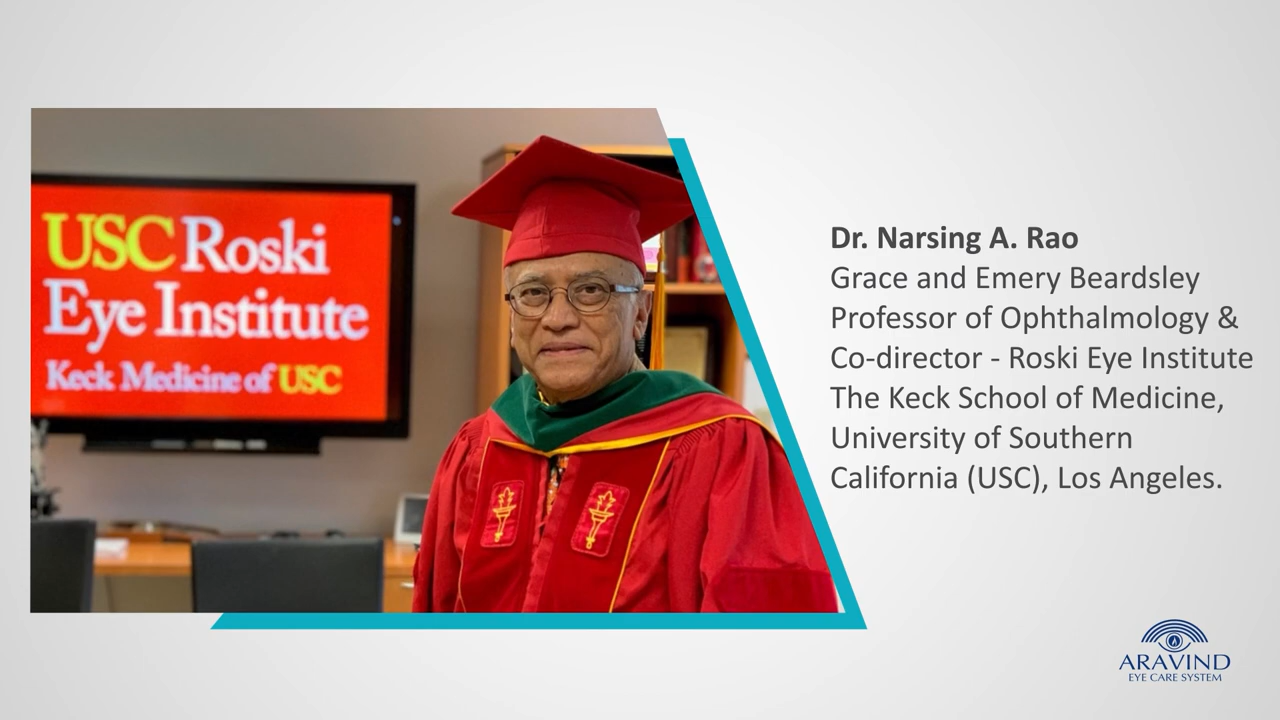 USC Roski
Eye Institute
Keck Medicine of USC
Dr. Narsing A. Rao
Grace and Emery Beardsley
Professor of Ophthalmology &
Co-director - Roski Eye Institute
The Keck School of Medicine,
University of Southern
California (USC), Los Angeles.
ARAVIND
EYE CARE SYSTEM